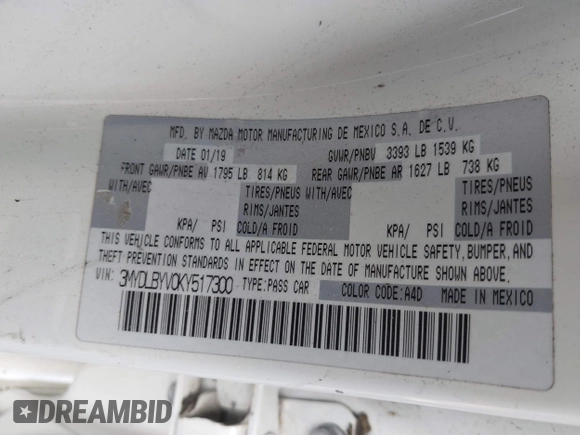 MFD. BY MAZDA MOTOR MANUFACTURING DE MEXICO S.A. DE C.V.
DATE 01/19 GVWR/PNBV 3393 LB 1539 KG
FRONT GAWR/PNBE AV 1795 LB 814 KG REAR GAWR/PNBE AR 1627 LB 738 KG
WITH/AVEC TIRES/PNEUS WITH/AVEC TIRES/PNEUS
RIMS/JANTES RIMS/JANTES
KPA/ PSI COLD/A FROID KPA/ PSI COLD/A FROID
THIS VEHICLE CONFORMS TO ALL APPLICABLE FEDERAL MOTOR VEHICLE SAFETY, BUMPER, AND
THEFT PREVENTION STANDARDS IN EFFECT ON THE DATE OF MANUFACTURE SHOWN ABOVE.
VIN: 3MYDLBYV0KY517300 TYPE:PASS CAR COLOR CODE:A4D MADE IN MEXICO
DREAMBID